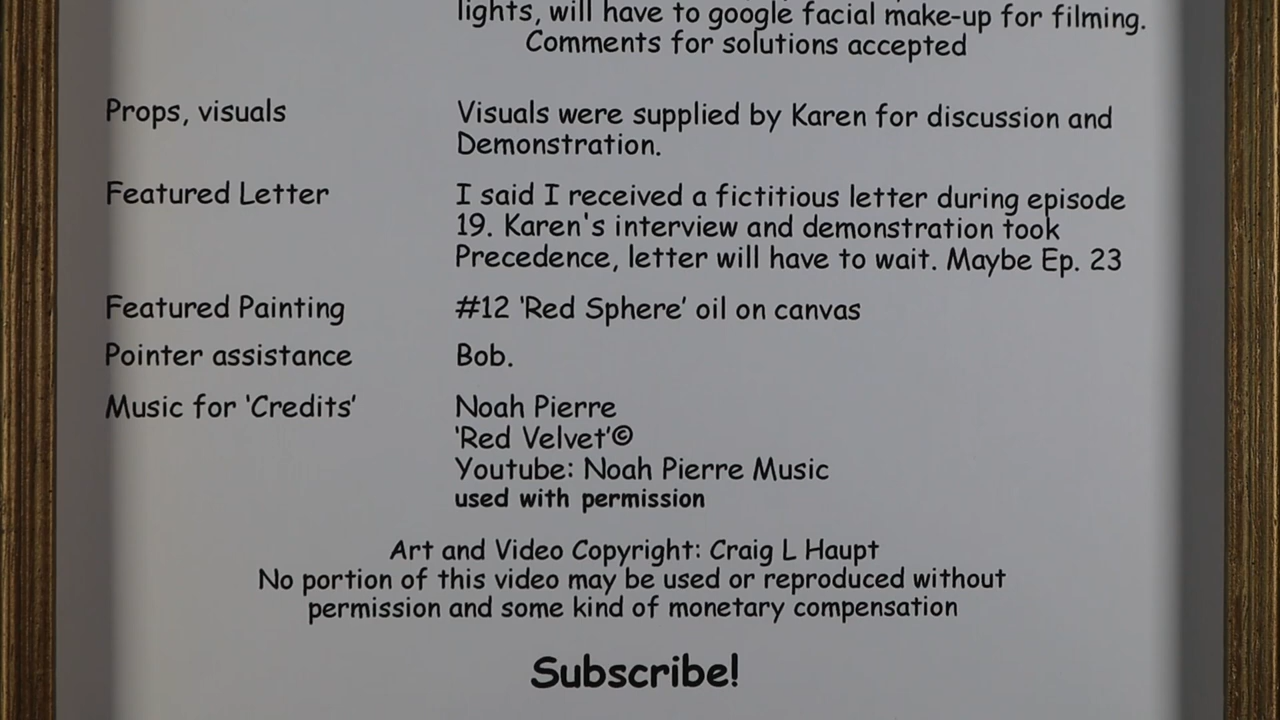 lights, will have to google facial make-up for filming.
Comments for solutions accepted
Props, visuals
Visuals were supplied by Karen for discussion and
Demonstration.
Featured Letter
I said I received a fictitious letter during episode
19. Karen's interview and demonstration took
Precedence, letter will have to wait. Maybe Ep. 23
Featured Painting
#12 'Red Sphere' oil on canvas
Pointer assistance
Bob.
Music for 'Credits'
Noah Pierre
'Red Velvet'©
Youtube: Noah Pierre Music
used with permission
Art and Video Copyright: Craig L Haupt
No portion of this video may be used or reproduced without
permission and some kind of monetary compensation
Subscribe!